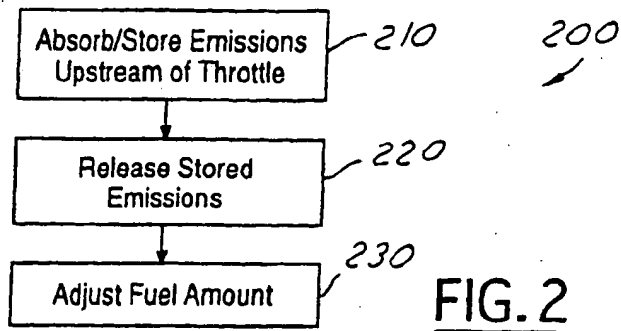 Absorb/Store Emissions
Upstream of Throttle
210
200
Release Stored
Emissions
220
Adjust Fuel Amount
230
FIG. 2